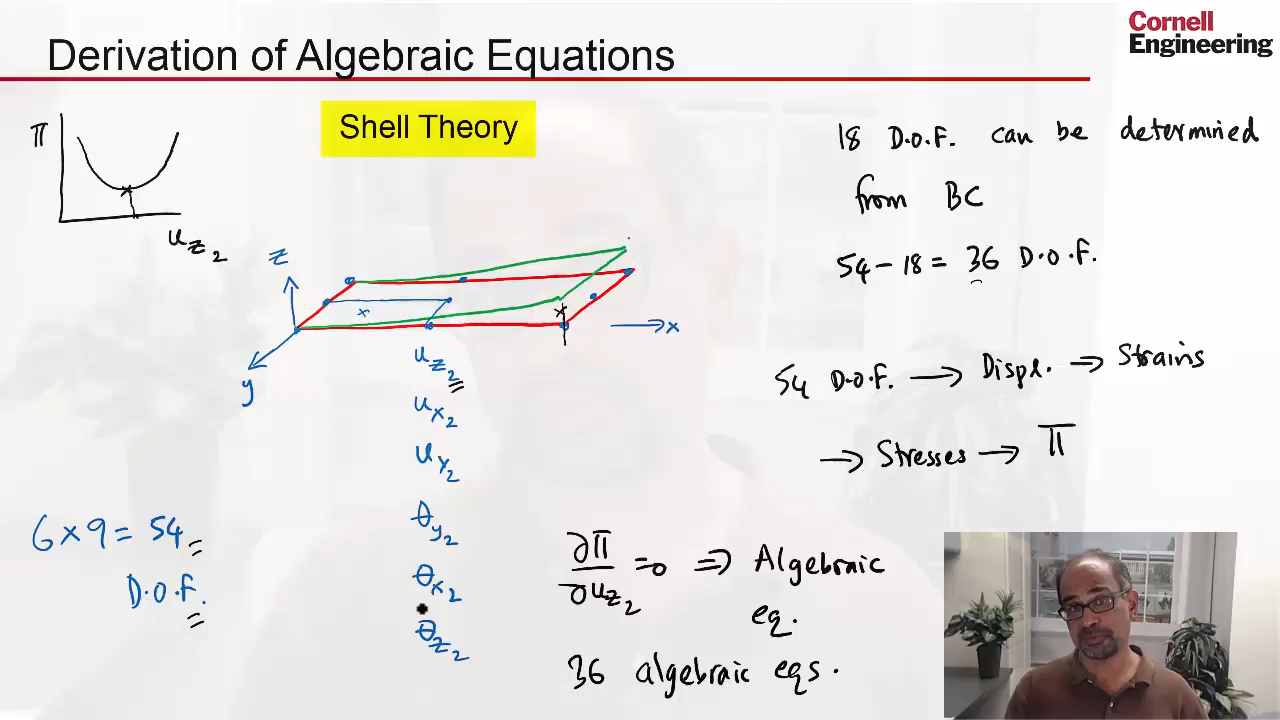 Derivation of Algebraic Equations
Cornell
Engineering
Shell Theory
π
u_z₂
z
x
y
u_z₂
u_x₂
u_y₂
θ_y₂
θ_x₂
θ_z₂
6 × 9 = 54
D.O.F.
18 D.O.F. can be determined
from BC
54 - 18 = 36 D.O.F.
54 D.O.F. → Displ. → Strains
→ Stresses → π
∂π/∂u_z₂ = 0 ⇒ Algebraic
eq.
36 algebraic eqs.